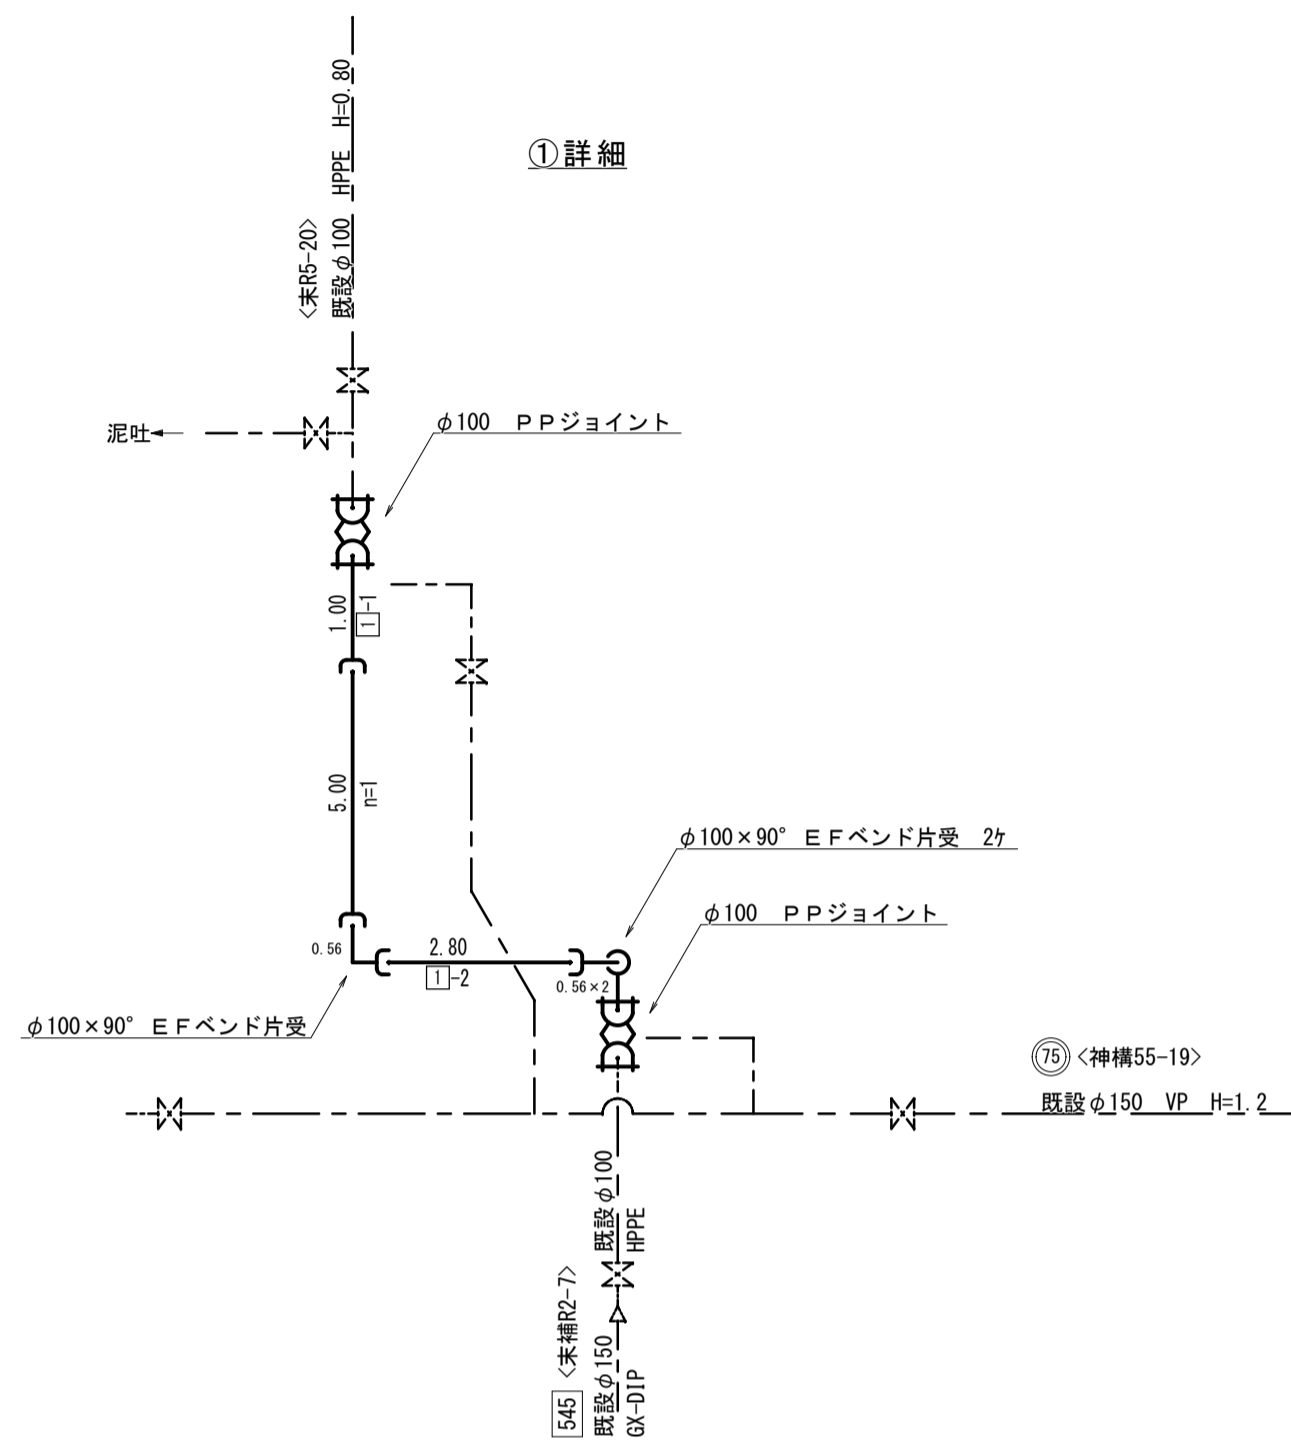 ①詳細
<末R5-20>
既設φ100 HPPE H=0.80
泥吐
φ100 PPジョイント
1.00
1-1
5.00
n=1
φ100×90° EFベンド片受 2ケ
φ100 PPジョイント
0.56
2.80
1-2
0.56×2
φ100×90° EFベンド片受
75 <神構55-19>
既設φ150 VP H=1.2
既設φ100
HPPE
545 <末補R2-7>
既設φ150
GX-DIP